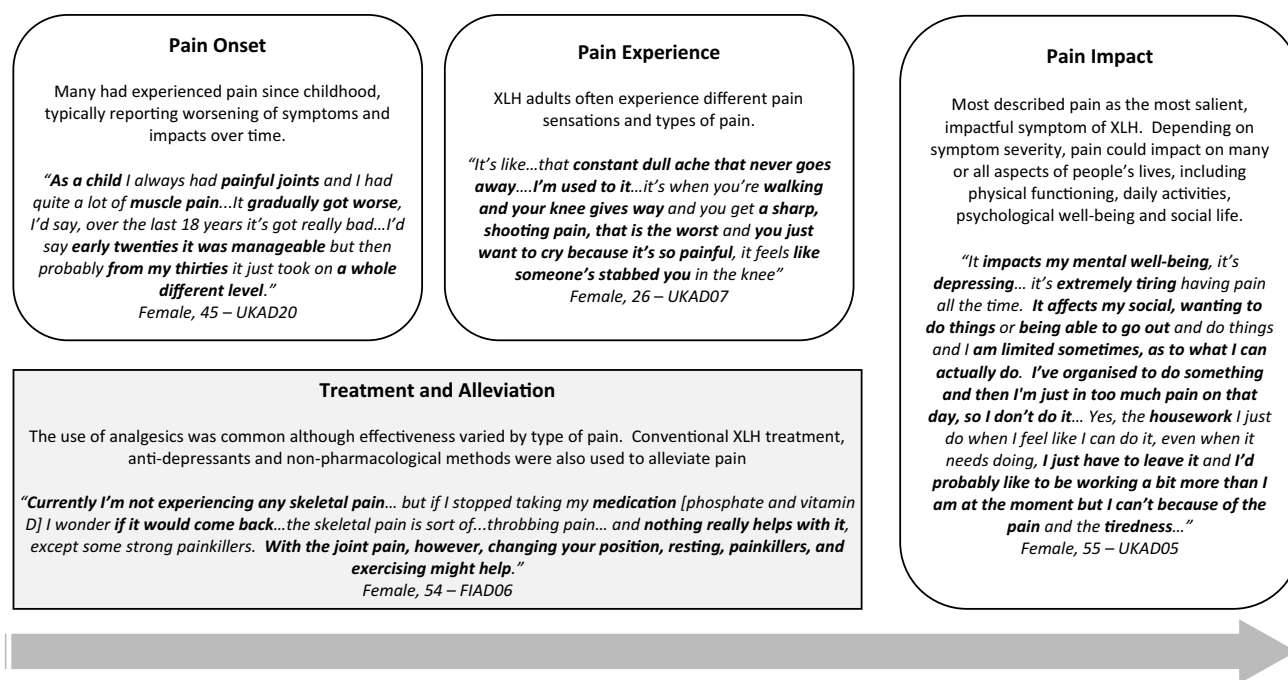 Pain Onset
Many had experienced pain since childhood,
typically reporting worsening of symptoms and
impacts over time.
“As a child I always had painful joints and I had
quite a lot of muscle pain...It gradually got worse,
I’d say, over the last 18 years it’s got really bad...I’d
say early twenties it was manageable but then
probably from my thirties it just took on a whole
different level.”
Female, 45 – UKAD20
Pain Experience
XLH adults often experience different pain
sensations and types of pain.
“It’s like...that constant dull ache that never goes
away....I’m used to it...it’s when you’re walking
and your knee gives way and you get a sharp,
shooting pain, that is the worst and you just
want to cry because it’s so painful, it feels like
someone’s stabbed you in the knee”
Female, 26 – UKAD07
Pain Impact
Most described pain as the most salient,
impactful symptom of XLH.  Depending on
symptom severity, pain could impact on many
or all aspects of people’s lives, including
physical functioning, daily activities,
psychological well-being and social life.
“It impacts my mental well-being, it’s
depressing... it’s extremely tiring having pain
all the time.  It affects my social, wanting to
do things or being able to go out and do things
and I am limited sometimes, as to what I can
actually do.  I’ve organised to do something
and then I'm just in too much pain on that
day, so I don’t do it... Yes, the housework I just
do when I feel like I can do it, even when it
needs doing, I just have to leave it and I’d
probably like to be working a bit more than I
am at the moment but I can’t because of the
pain and the tiredness...”
Female, 55 – UKAD05
Treatment and Alleviation
The use of analgesics was common although effectiveness varied by type of pain.  Conventional XLH treatment,
anti-depressants and non-pharmacological methods were also used to alleviate pain
“Currently I’m not experiencing any skeletal pain... but if I stopped taking my medication [phosphate and vitamin
D] I wonder if it would come back...the skeletal pain is sort of...throbbing pain... and nothing really helps with it,
except some strong painkillers.  With the joint pain, however, changing your position, resting, painkillers, and
exercising might help.”
Female, 54 – FIAD06